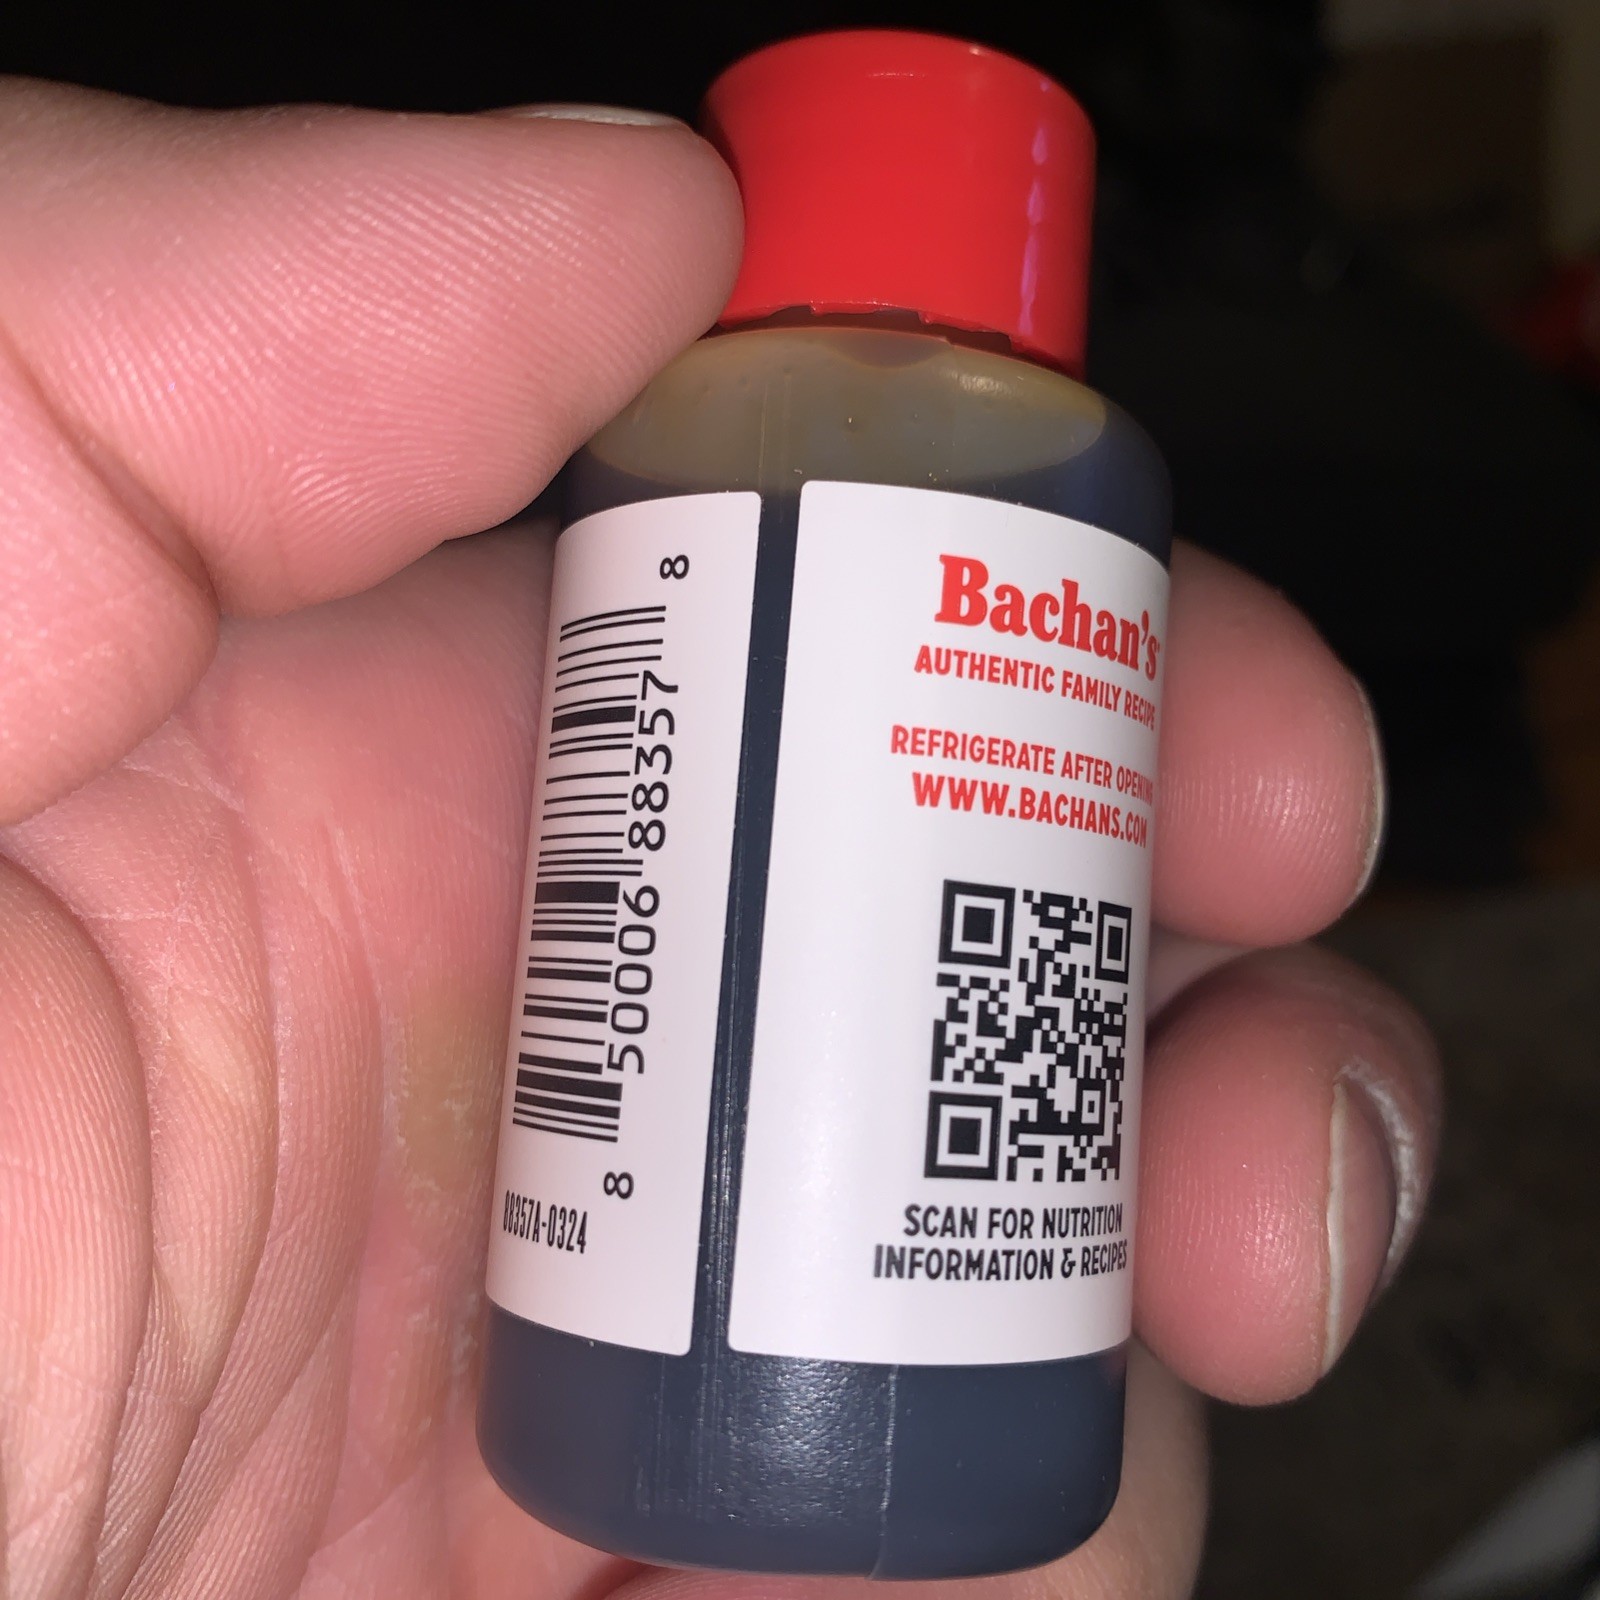 8 50006 88357 8
88357A-0324
Bachan's
AUTHENTIC FAMILY RECIPE
REFRIGERATE AFTER OPENING
WWW.BACHANS.COM
SCAN FOR NUTRITION
INFORMATION & RECIPES